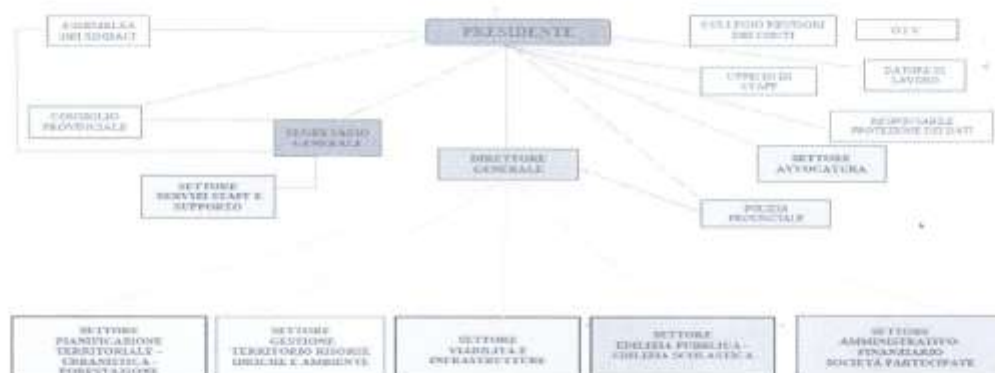 ASSEMBLEA
DEI SINDACI
PRESIDENTE
COLLEGIO REVISORI
DEI CONTI
O.I.V.
UFFICIO DI
STAFF
DATORE DI
LAVORO
CONSIGLIO
PROVINCIALE
SEGRETARIO
GENERALE
RESPONSABILE
PROTEZIONE DEI DATI
DIRETTORE
GENERALE
SETTORE
AVVOCATURA
SETTORE
SERVIZI STAFF E
SUPPORTO
POLIZIA
PROVINCIALE
SETTORE
PIANIFICAZIONE
TERRITORIALE -
URBANISTICA -
FORESTAZIONE
SETTORE
GESTIONE
TERRITORIO RISORSE
IDRICHE E AMBIENTE
SETTORE
VIABILITA E
INFRASTRUTTURE
SETTORE
EDILIZIA PUBBLICA -
EDILIZIA SCOLASTICA
SETTORE
AMMINISTRATIVO
FINANZIARIO
SOCIETÀ PARTECIPATE